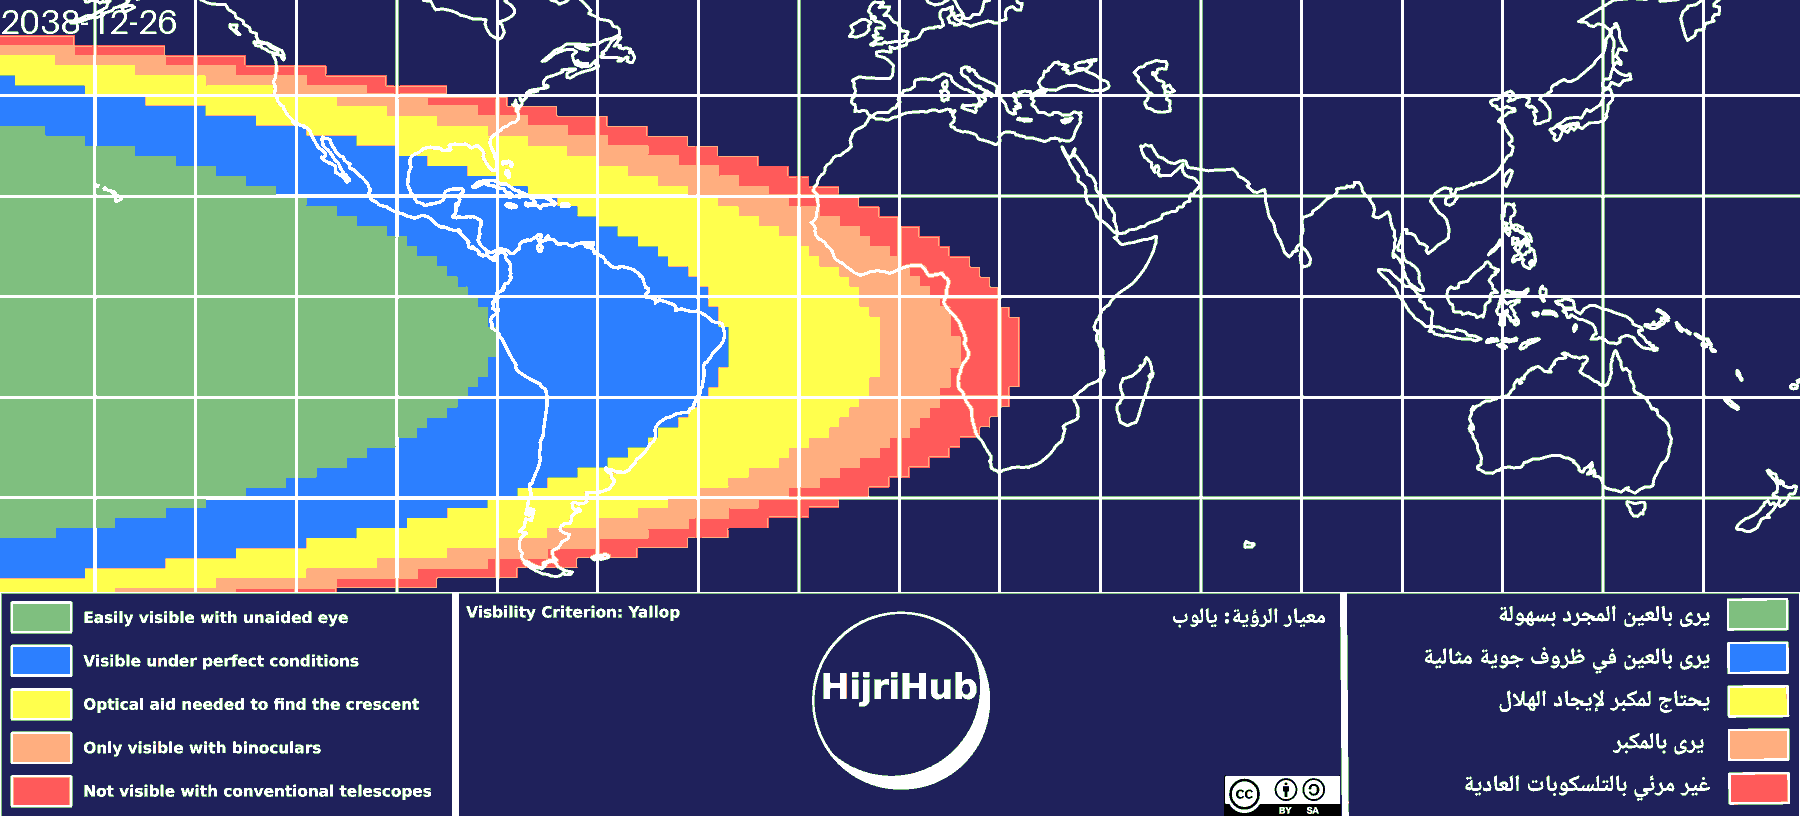 2038-12-26
Easily visible with unaided eye
Visible under perfect conditions
Optical aid needed to find the crescent
Only visible with binoculars
Not visible with conventional telescopes
Visbility Criterion: Yallop
معيار الرؤية: يالوب
HijriHub
cc
BY SA
يرى بالعين المجرد بسهولة
يرى بالعين في ظروف جوية مثالية
يحتاج لمكبر لإيجاد الهلال
يرى بالمكبر
غير مرئي بالتلسكوبات العادية